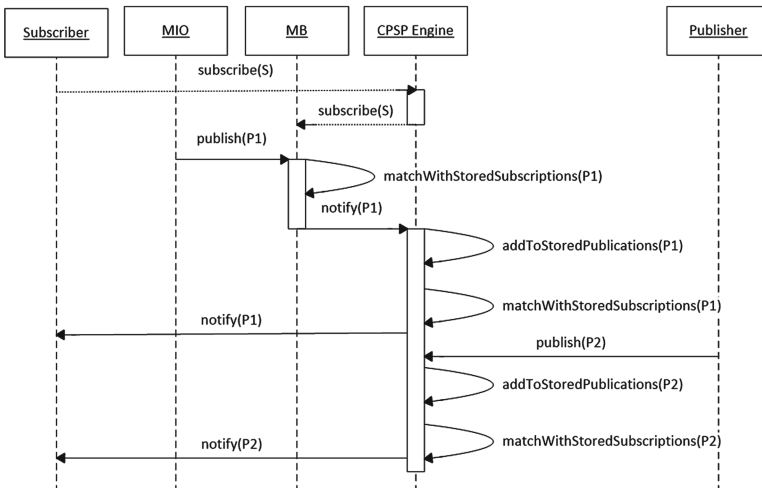 Subscriber
MIO
MB
CPSP Engine
Publisher
subscribe(S)
subscribe(S)
publish(P1)
matchWithStoredSubscriptions(P1)
notify(P1)
addToStoredPublications(P1)
matchWithStoredSubscriptions(P1)
notify(P1)
publish(P2)
addToStoredPublications(P2)
matchWithStoredSubscriptions(P2)
notify(P2)